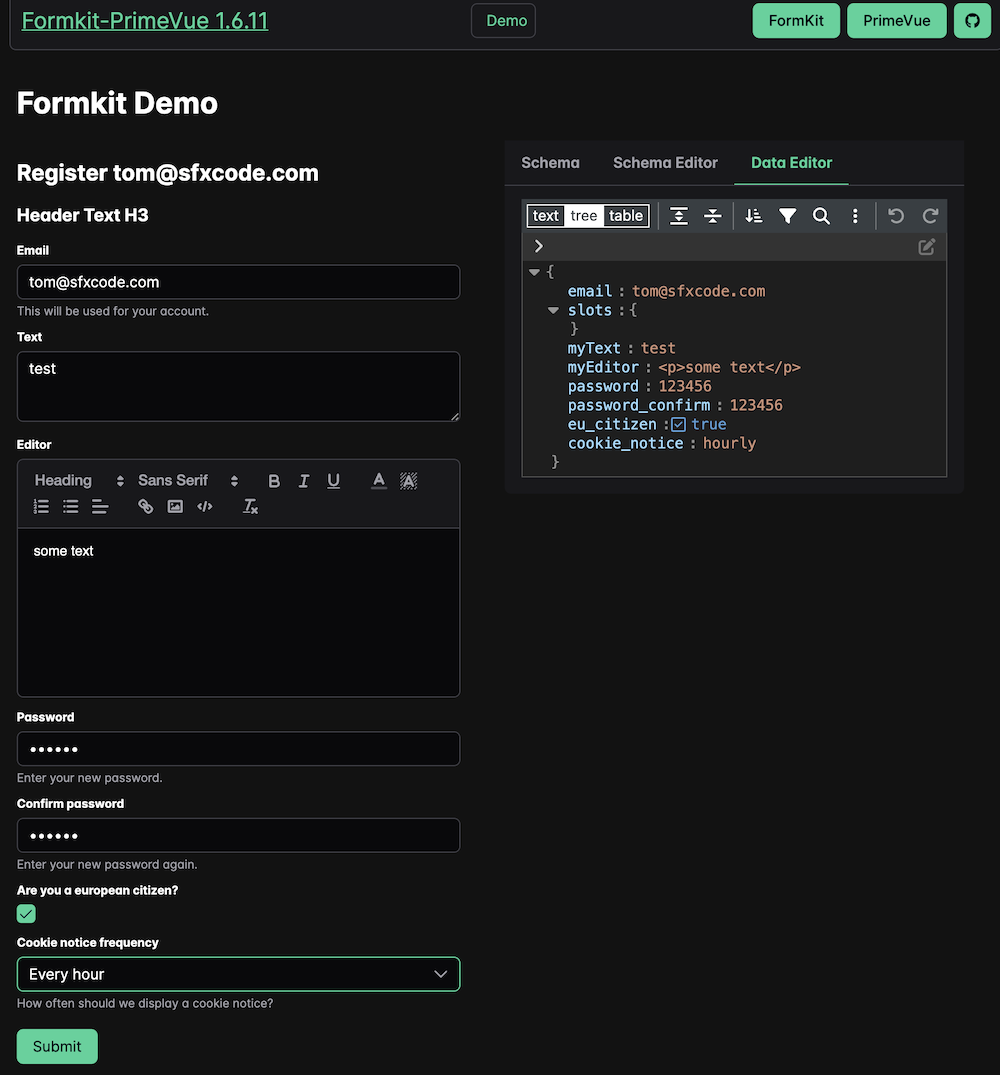 Formkit-PrimeVue 1.6.11 Demo FormKit PrimeVue
Formkit Demo
Register tom@sfxcode.com
Header Text H3
Email
tom@sfxcode.com
This will be used for your account.
Text
test
Editor
Heading Sans Serif B I U A A
some text
Password
••••••
Enter your new password.
Confirm password
••••••
Enter your new password again.
Are you a european citizen?
Cookie notice frequency
Every hour
How often should we display a cookie notice?
Submit
Schema Schema Editor Data Editor
text tree table
{
email : tom@sfxcode.com
slots : {
}
myText : test
myEditor : <p>some text</p>
password : 123456
password_confirm : 123456
eu_citizen : true
cookie_notice : hourly
}